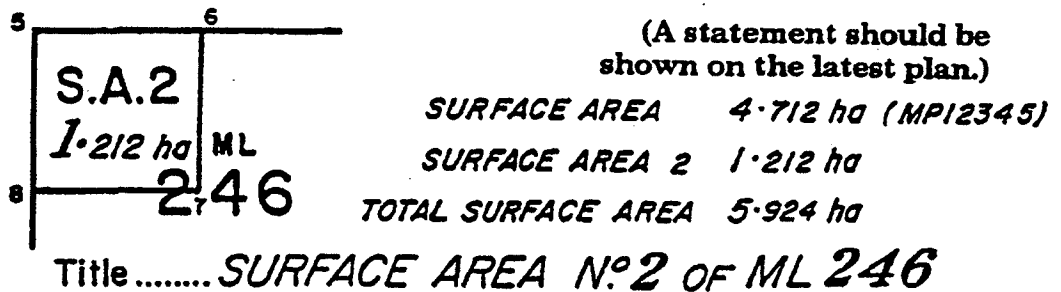 5 6
(A statement should be
shown on the latest plan.)
S.A.2
SURFACE AREA 4·712 ha (MP12345)
1·212 ha ML
SURFACE AREA 2 1·212 ha
8 7 246
TOTAL SURFACE AREA 5·924 ha
Title........SURFACE AREA Nº.2 OF ML 246